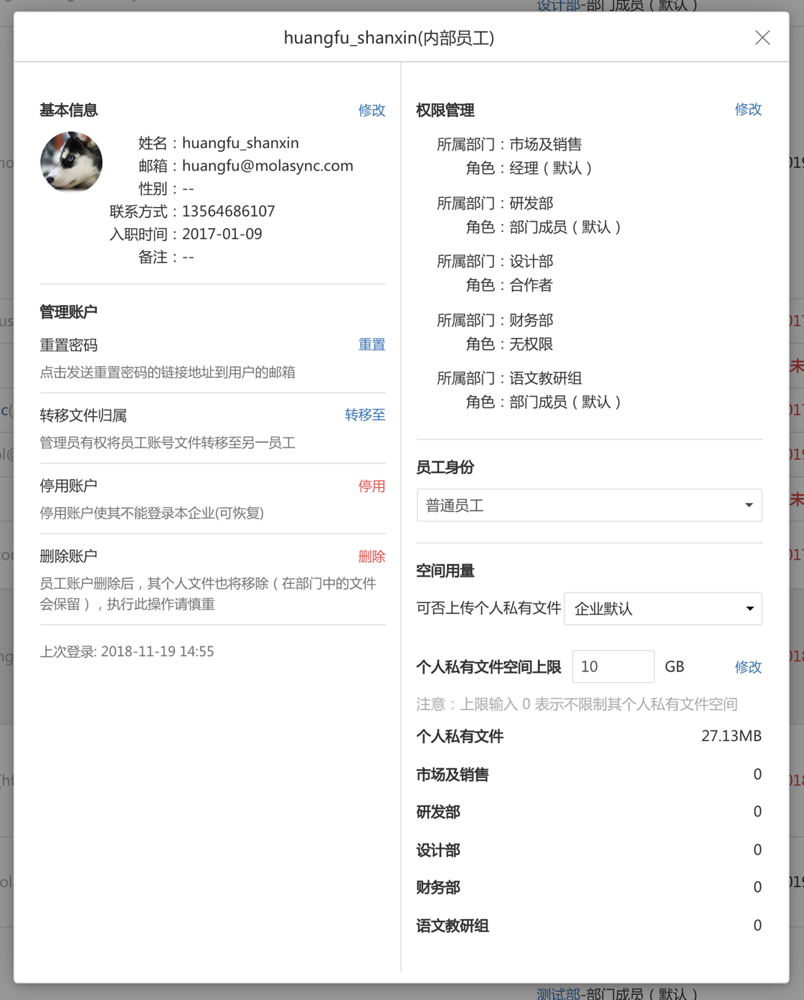 设计部-部门成员（默认）
huangfu_shanxin(内部员工)
基本信息
修改
姓名：huangfu_shanxin
邮箱：huangfu@molasync.com
性别：--
联系方式：13564686107
入职时间：2017-01-09
备注：--
管理账户
重置密码
重置
点击发送重置密码的链接地址到用户的邮箱
转移文件归属
转移至
管理员有权将员工账号文件转移至另一员工
停用账户
停用
停用账户使其不能登录本企业(可恢复)
删除账户
删除
员工账户删除后，其个人文件也将移除（在部门中的文件
会保留），执行此操作请慎重
上次登录: 2018-11-19 14:55
权限管理
修改
所属部门：市场及销售
角色：经理（默认）
所属部门：研发部
角色：部门成员（默认）
所属部门：设计部
角色：合作者
所属部门：财务部
角色：无权限
所属部门：语文教研组
角色：部门成员（默认）
员工身份
普通员工
空间用量
可否上传个人私有文件
企业默认
个人私有文件空间上限
10
GB
修改
注意：上限输入 0 表示不限制其个人私有文件空间
个人私有文件
27.13MB
市场及销售
0
研发部
0
设计部
0
财务部
0
语文教研组
0
测试部-部门成员（默认）